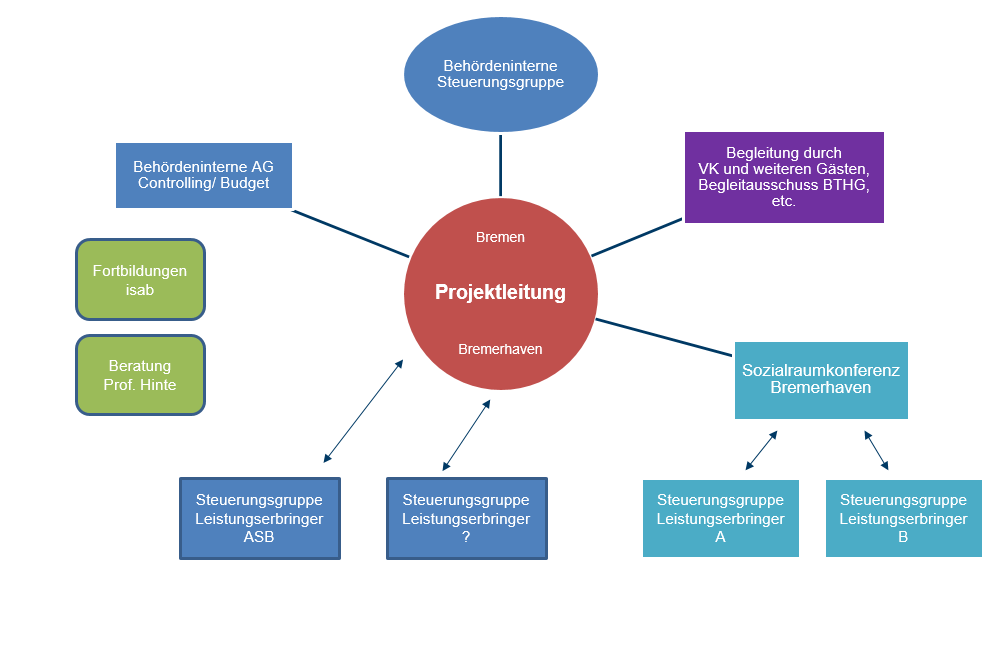 Behördeninterne
Steuerungsgruppe
Behördeninterne AG
Controlling/ Budget
Begleitung durch
VK und weiteren Gästen,
Begleitausschuss BTHG,
etc.
Bremen
Projektleitung
Bremerhaven
Fortbildungen
isab
Beratung
Prof. Hinte
Sozialraumkonferenz
Bremerhaven
Steuerungsgruppe
Leistungserbringer
ASB
Steuerungsgruppe
Leistungserbringer
?
Steuerungsgruppe
Leistungserbringer
A
Steuerungsgruppe
Leistungserbringer
B